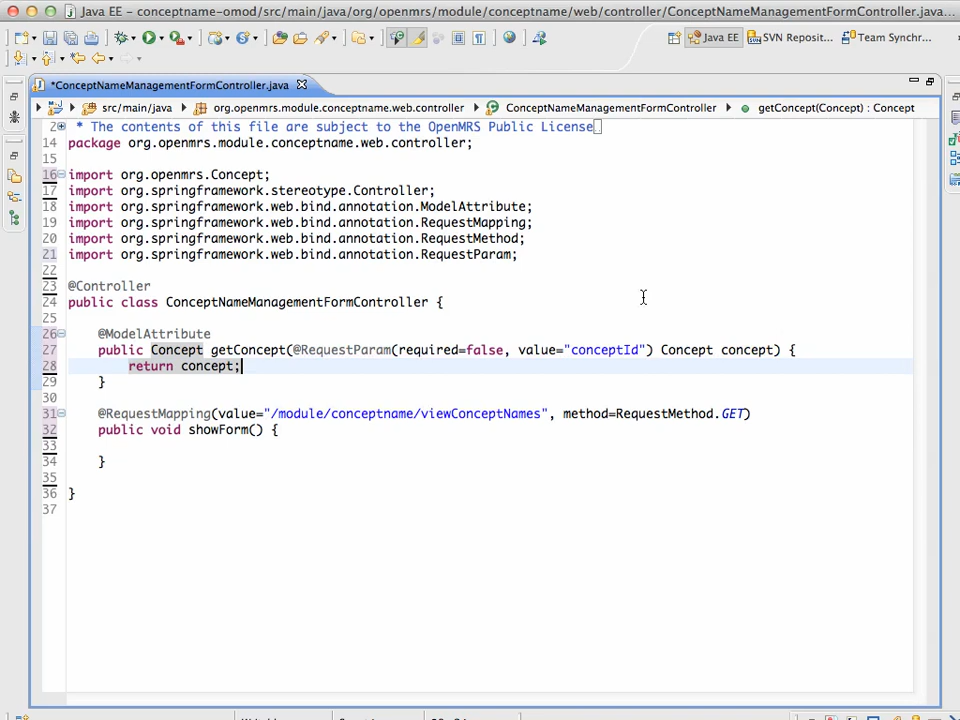 Java EE – conceptname-omod/src/main/java/org/openmrs/module/conceptname/web/controller/ConceptNameManagementFormController.java...
Java EE
SVN Reposit...
Team Synchr...
*ConceptNameManagementFormController.java
src/main/java
org.openmrs.module.conceptname.web.controller
ConceptNameManagementFormController
getConcept(Concept) : Concept
2 * The contents of this file are subject to the OpenMRS Public License
14 package org.openmrs.module.conceptname.web.controller;
15
16 import org.openmrs.Concept;
17 import org.springframework.stereotype.Controller;
18 import org.springframework.web.bind.annotation.ModelAttribute;
19 import org.springframework.web.bind.annotation.RequestMapping;
20 import org.springframework.web.bind.annotation.RequestMethod;
21 import org.springframework.web.bind.annotation.RequestParam;
22
23 @Controller
24 public class ConceptNameManagementFormController {
25
26 @ModelAttribute
27 public Concept getConcept(@RequestParam(required=false, value="conceptId") Concept concept) {
28 return concept;
29 }
30
31 @RequestMapping(value="/module/conceptname/viewConceptNames", method=RequestMethod.GET)
32 public void showForm() {
33
34 }
35
36 }
37